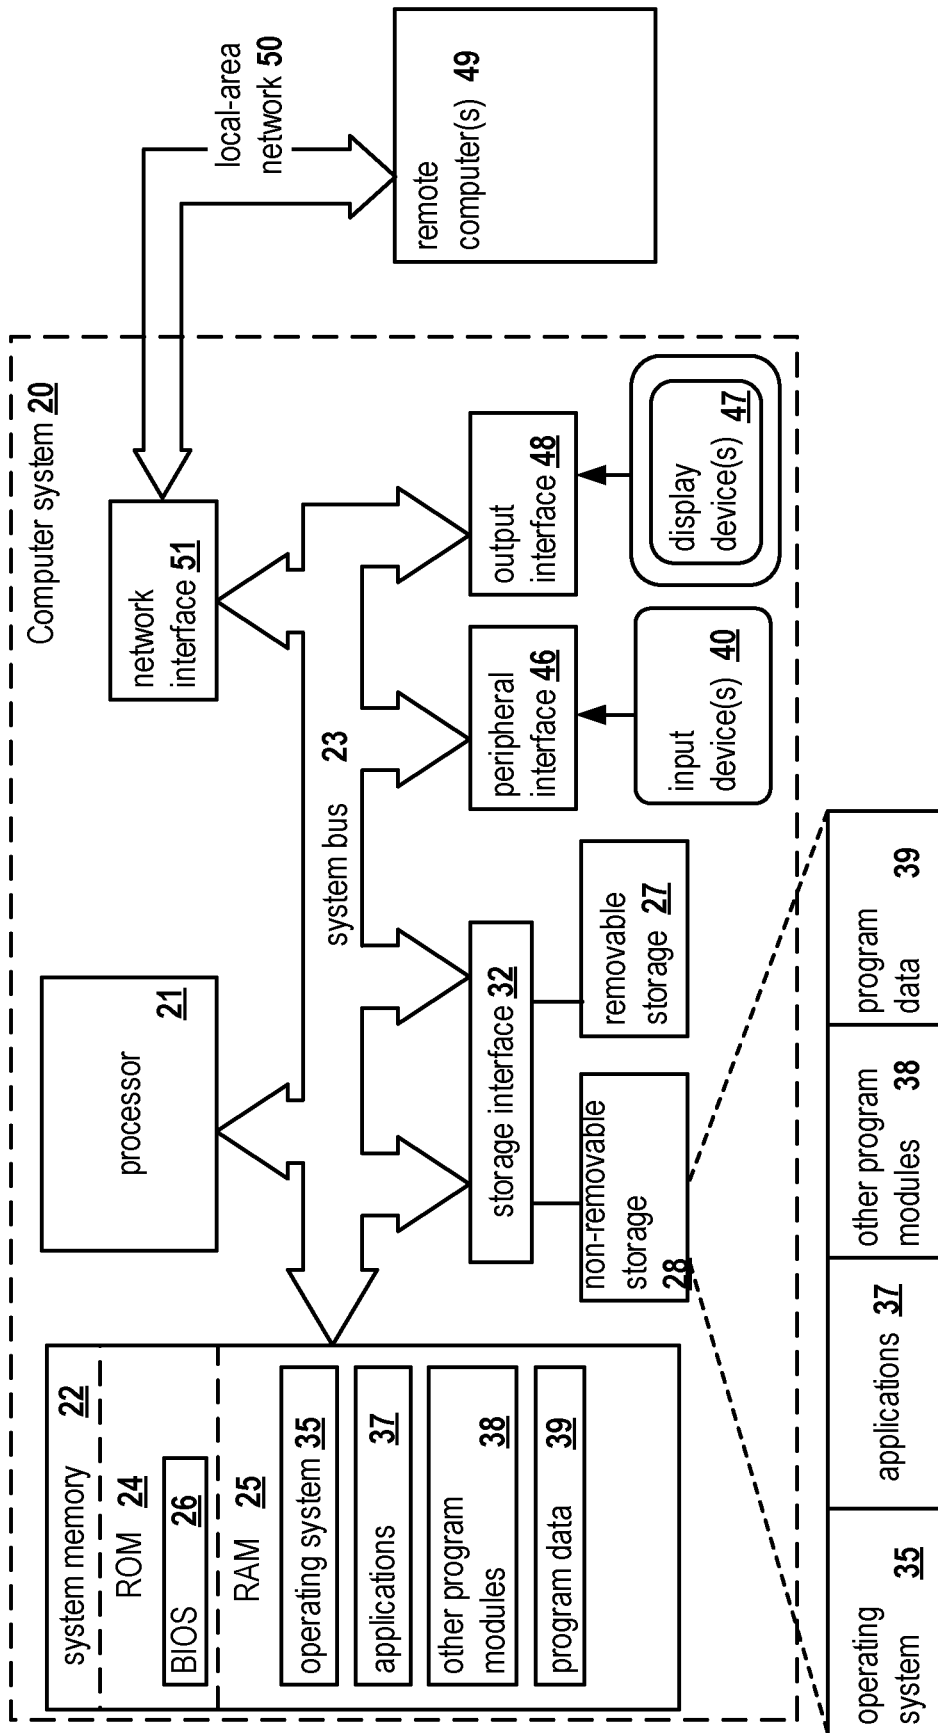 Computer system 20
system memory 22
ROM 24
BIOS 26
RAM 25
operating system 35
applications 37
other program
modules 38
program data 39
processor 21
network
interface 51
local-area
network 50
remote
computer(s) 49
system bus 23
storage interface 32
peripheral
interface 46
output
interface 48
non-removable
storage
28
removable
storage 27
input
device(s) 40
display
device(s) 47
operating
system 35
applications 37
other program
modules 38
program
data 39